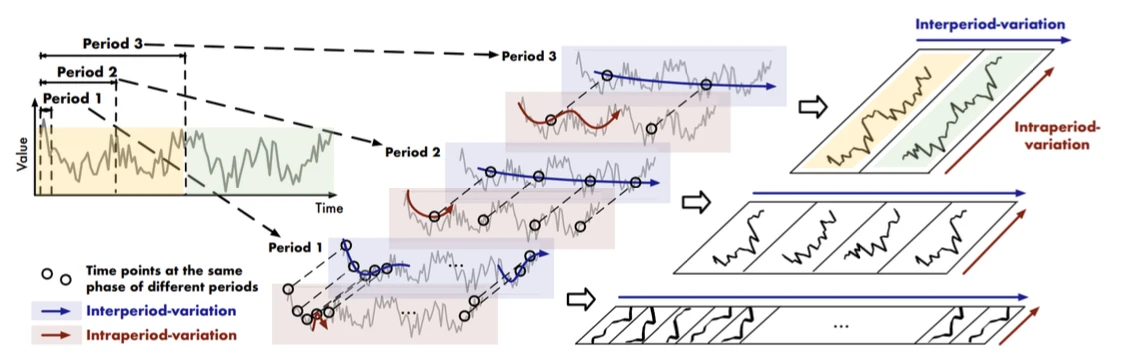 Period 3
Period 2
Period 1
Value
Time
Period 3
Period 2
Period 1
...
...
Time points at the same
phase of different periods
Interperiod-variation
Intraperiod-variation
Interperiod-variation
Intraperiod-
variation
...